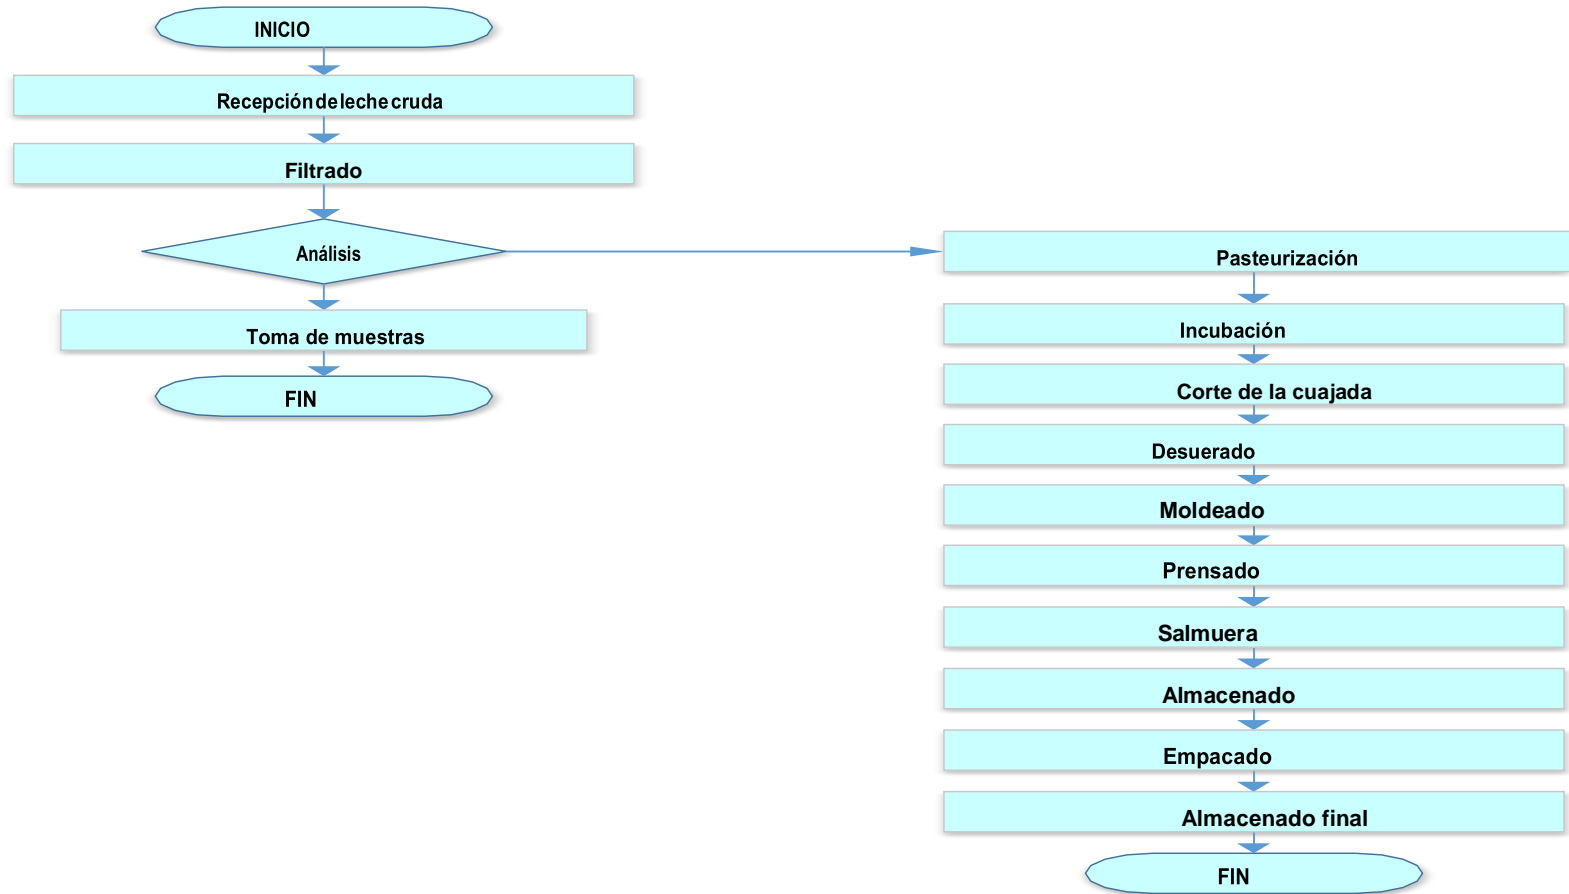 INICIO
Recepción de leche cruda
Filtrado
Análisis
Toma de muestras
FIN
Pasteurización
Incubación
Corte de la cuajada
Desuerado
Moldeado
Prensado
Salmuera
Almacenado
Empacado
Almacenado final
FIN